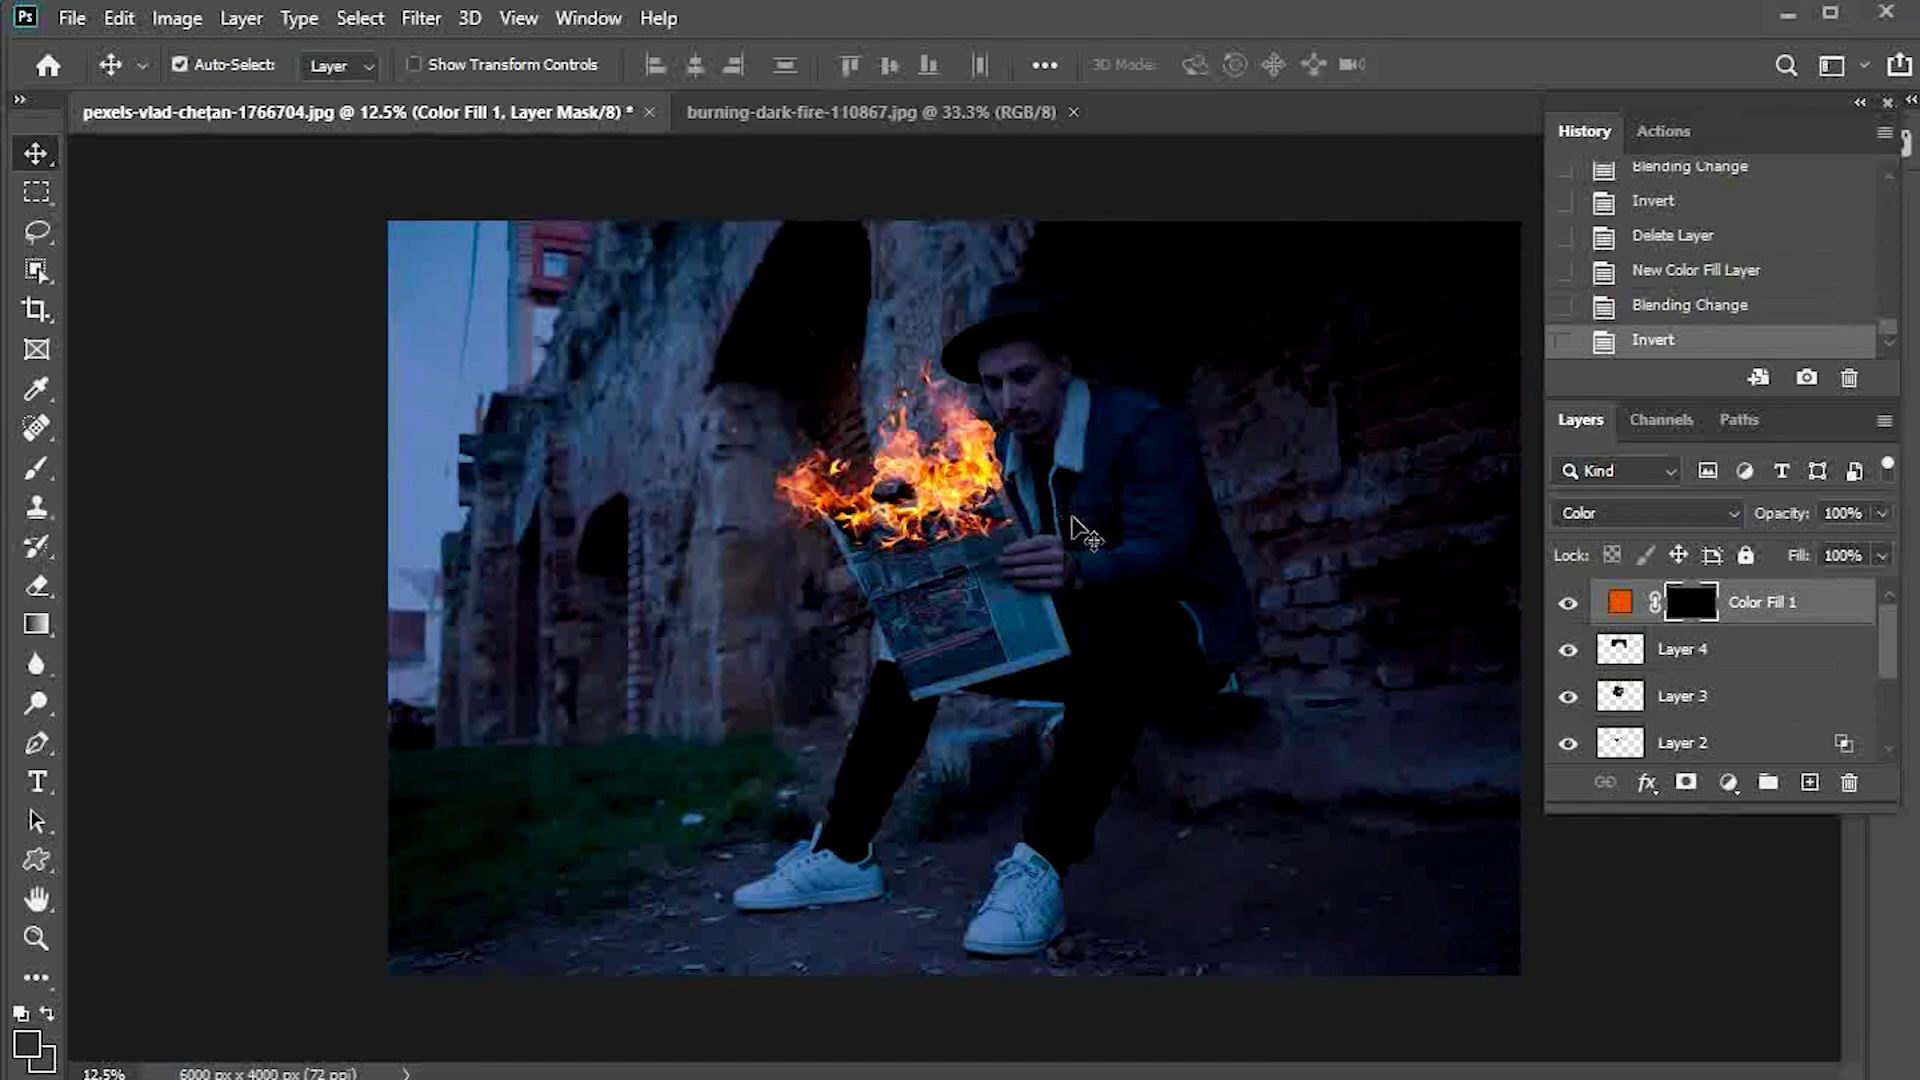 Ps File Edit Image Layer Type Select Filter 3D View Window Help
Auto-Select: Layer Show Transform Controls 3D Mode:
pexels-vlad-chetan-1766704.jpg @ 12.5% (Color Fill 1, Layer Mask/8) * burning-dark-fire-110867.jpg @ 33.3% (RGB/8)
History Actions
Blending Change
Invert
Delete Layer
New Color Fill Layer
Blending Change
Invert
Layers Channels Paths
Kind
Color Opacity: 100%
Lock: Fill: 100%
Color Fill 1
Layer 4
Layer 3
Layer 2
fx
12.5% 6000 px x 4000 px (72 ppi)